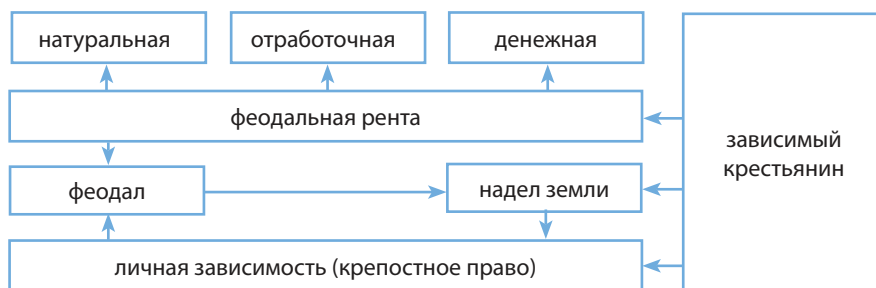 натуральная
отработочная
денежная
феодальная рента
зависимый
крестьянин
феодал
надел земли
личная зависимость (крепостное право)